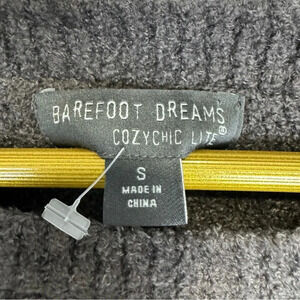 BAREFOOT DREAMS
COZYCHIC LITE®
S
MADE IN
CHINA